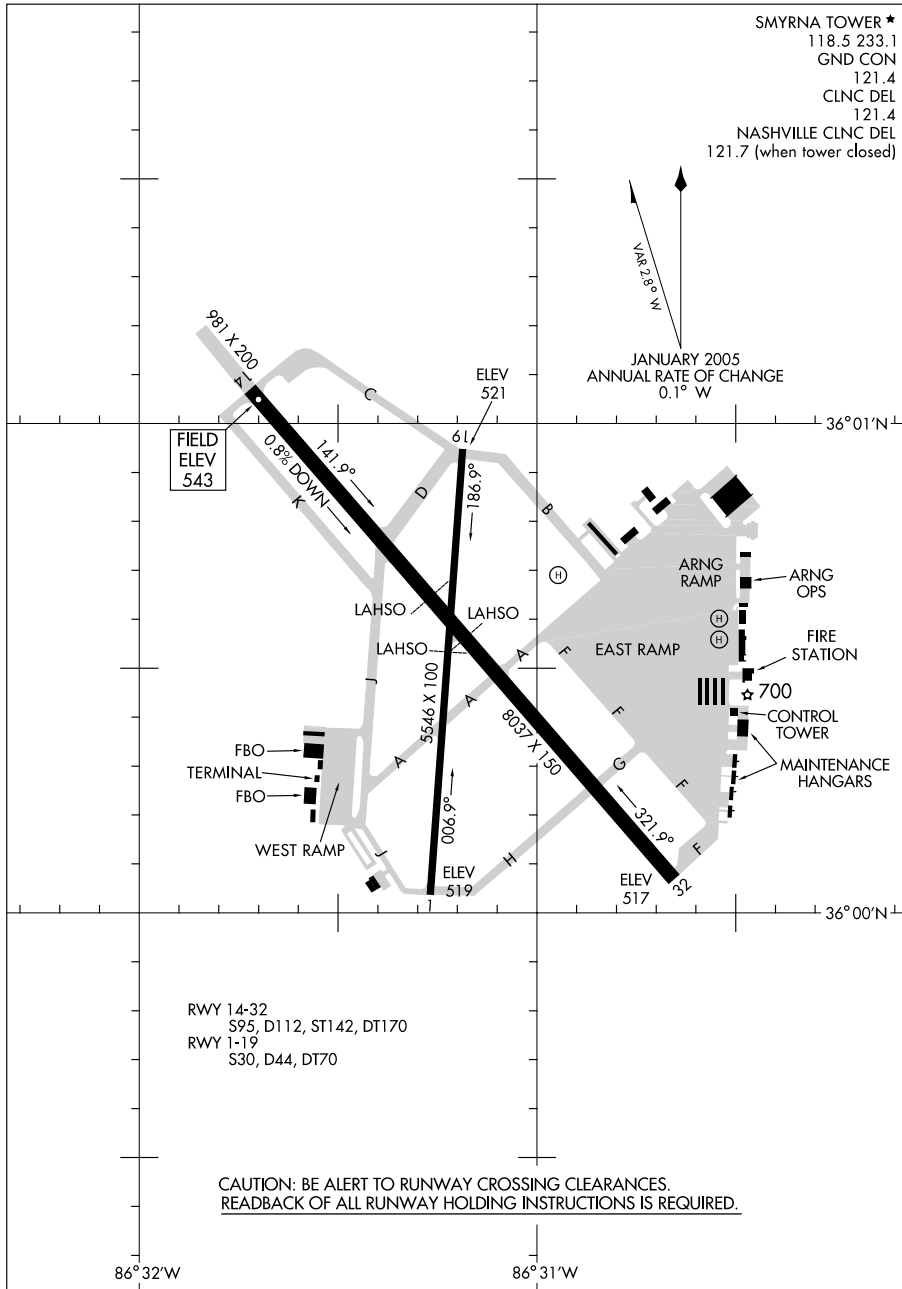 SMYRNA TOWER ★
118.5 233.1
GND CON
121.4
CLNC DEL
121.4
NASHVILLE CLNC DEL
121.7 (when tower closed)
VAR 2.8° W
JANUARY 2005
ANNUAL RATE OF CHANGE
0.1° W
981 X 200
14
C
ELEV
521
36°01'N
FIELD
ELEV
543
0.8% DOWN
141.9°
19
186.9°
D
K
B
H
ARNG
RAMP
ARNG
OPS
LAHSO
LAHSO
LAHSO
H
H
A
F
EAST RAMP
FIRE
STATION
5546 X 100
J
A
700
8037 X 150
F
CONTROL
TOWER
FBO
A
G
F
MAINTENANCE
HANGARS
TERMINAL
FBO
WEST RAMP
006.9°
321.9°
J
H
F
ELEV
519
1
ELEV
517
32
36°00'N
RWY 14-32
S95, D112, ST142, DT170
RWY 1-19
S30, D44, DT70
CAUTION: BE ALERT TO RUNWAY CROSSING CLEARANCES.
READBACK OF ALL RUNWAY HOLDING INSTRUCTIONS IS REQUIRED.
86°32'W
86°31'W